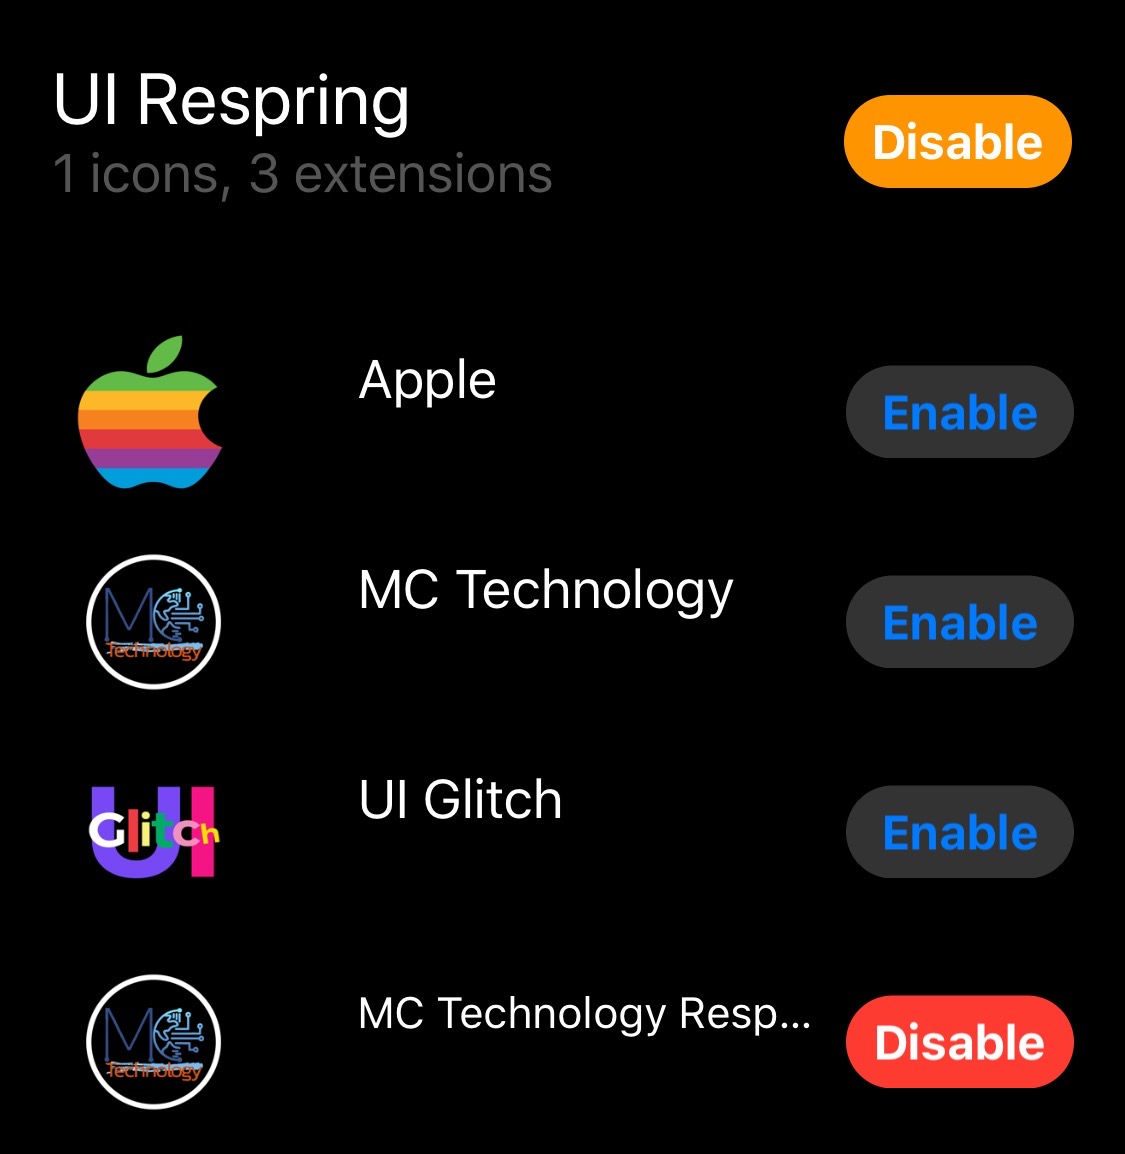 UI Respring
Disable
1 icons, 3 extensions
Apple
Enable
MC Technology
Enable
MC
Technology
UI Glitch
Enable
UI
Glitch
MC Technology Resp...
Disable
MC
Technology